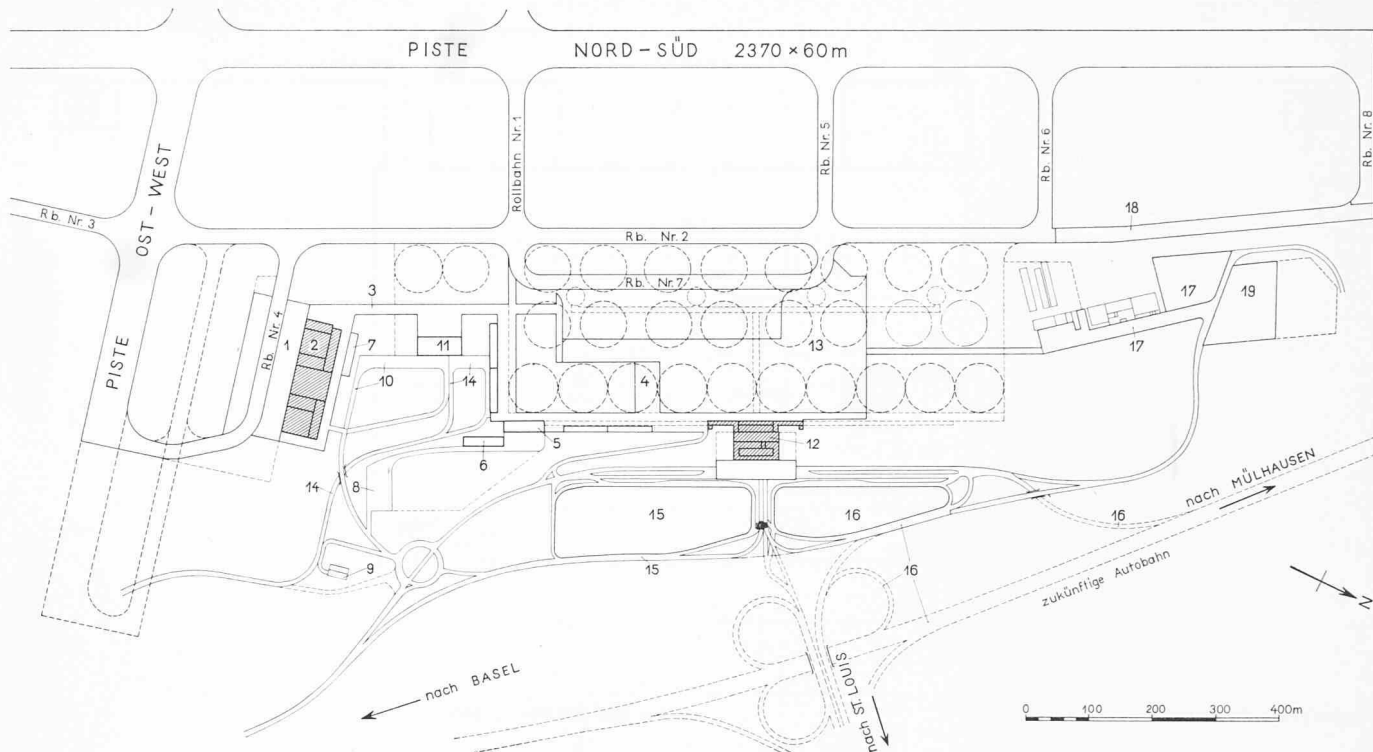 PISTE NORD-SÜD 2370 × 60m
Rb. Nr. 3
PISTE OST-WEST
Rollbahn Nr. 1
Rb. Nr. 5
Rb. Nr. 6
Rb. Nr. 8
Rb. Nr. 2
Rb. Nr. 7
Rb. Nr. 4
18
1
2
3
7
11
10
14
4
13
17
19
17
5
6
12
8
14
9
15
16
15
16
16
nach MÜLHAUSEN
zukünftige Autobahn
N
nach BASEL
nach ST. LOUIS
0 100 200 300 400m